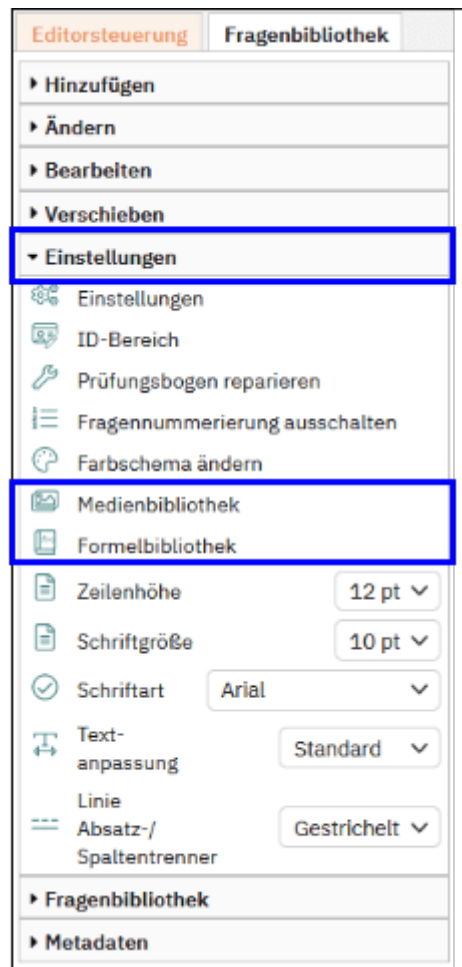 Editorsteuerung Fragenbibliothek
Hinzufügen
Ändern
Bearbeiten
Verschieben
Einstellungen
Einstellungen
ID-Bereich
Prüfungsbogen reparieren
Fragennummerierung ausschalten
Farbschema ändern
Medienbibliothek
Formelbibliothek
Zeilenhöhe 12 pt
Schriftgröße 10 pt
Schriftart Arial
Text-
anpassung Standard
Linie
Absatz-/ Gestrichelt
Spaltentrenner
Fragenbibliothek
Metadaten